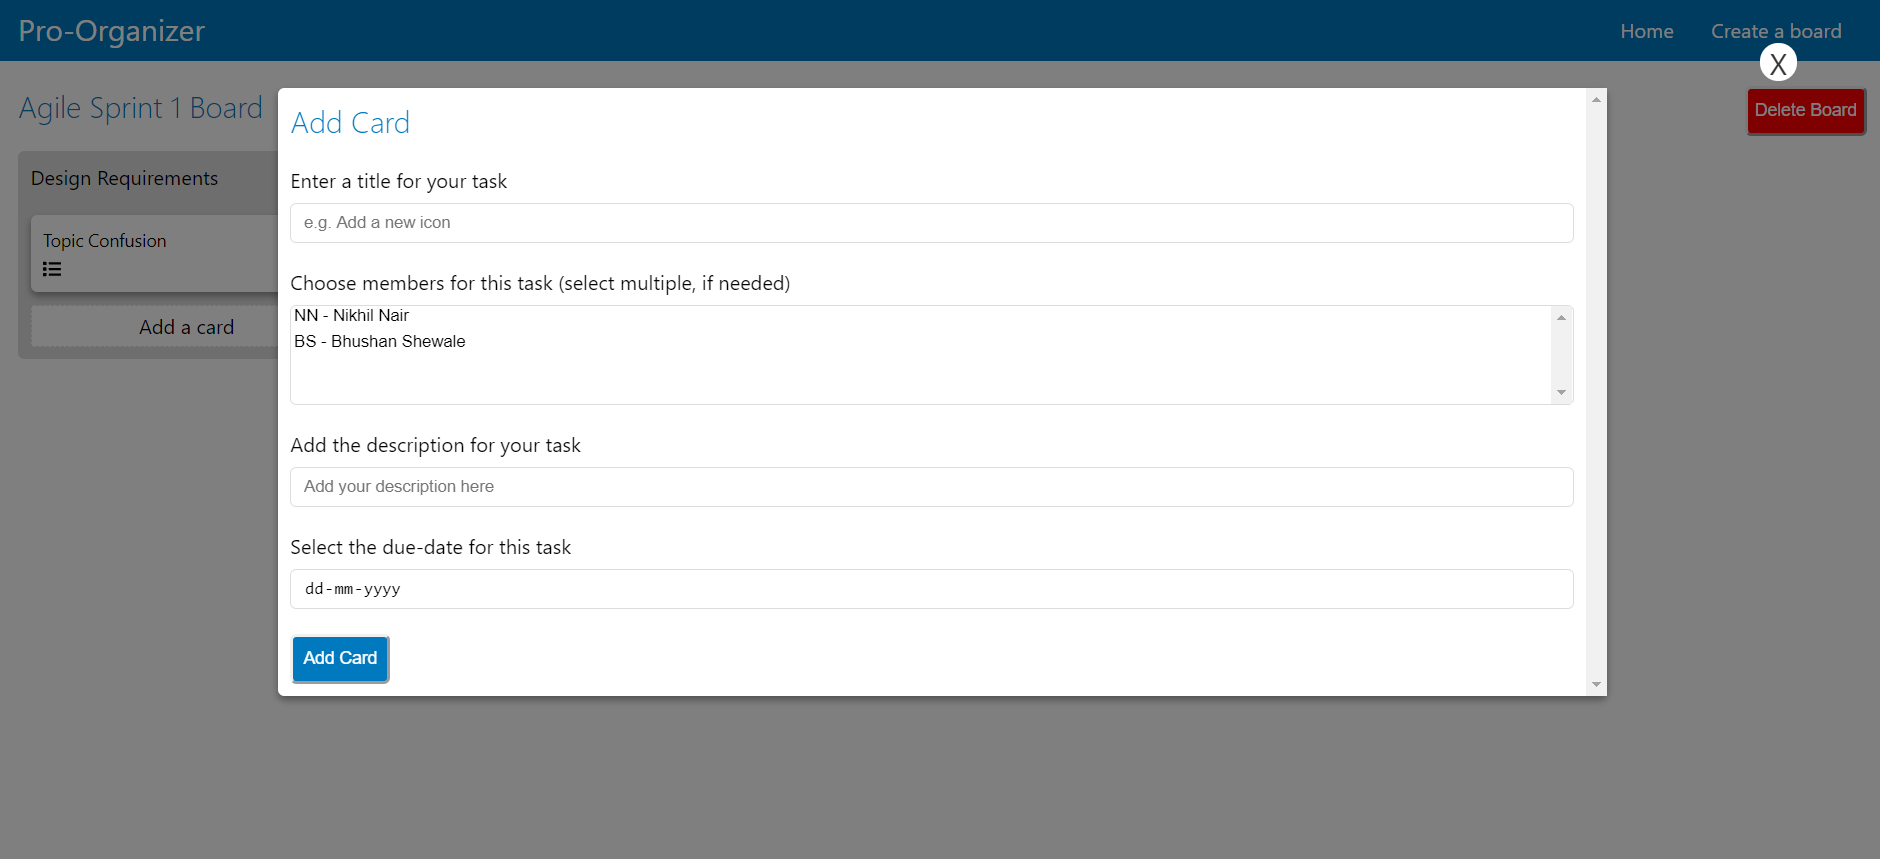 Pro-Organizer
Home
Create a board
X
Agile Sprint 1 Board
Delete Board
Design Requirements
Topic Confusion
Add a card
Add Card
Enter a title for your task
e.g. Add a new icon
Choose members for this task (select multiple, if needed)
NN - Nikhil Nair
BS - Bhushan Shewale
Add the description for your task
Add your description here
Select the due-date for this task
dd-mm-yyyy
Add Card